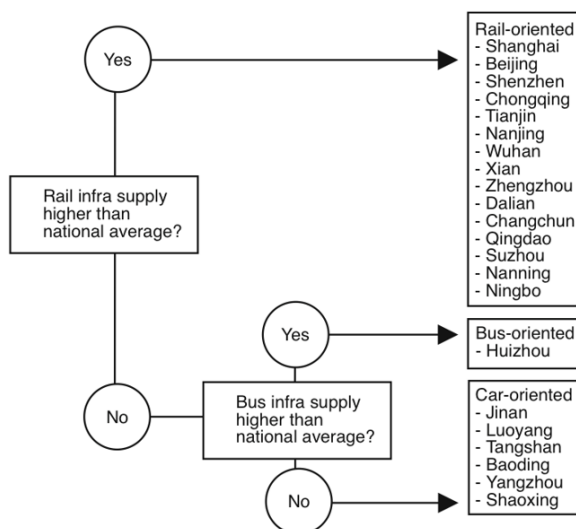 Yes
Rail infra supply
higher than
national average?
No
Yes
Bus infra supply
higher than
national average?
No
Rail-oriented
- Shanghai
- Beijing
- Shenzhen
- Chongqing
- Tianjin
- Nanjing
- Wuhan
- Xian
- Zhengzhou
- Dalian
- Changchun
- Qingdao
- Suzhou
- Nanning
- Ningbo
Bus-oriented
- Huizhou
Car-oriented
- Jinan
- Luoyang
- Tangshan
- Baoding
- Yangzhou
- Shaoxing